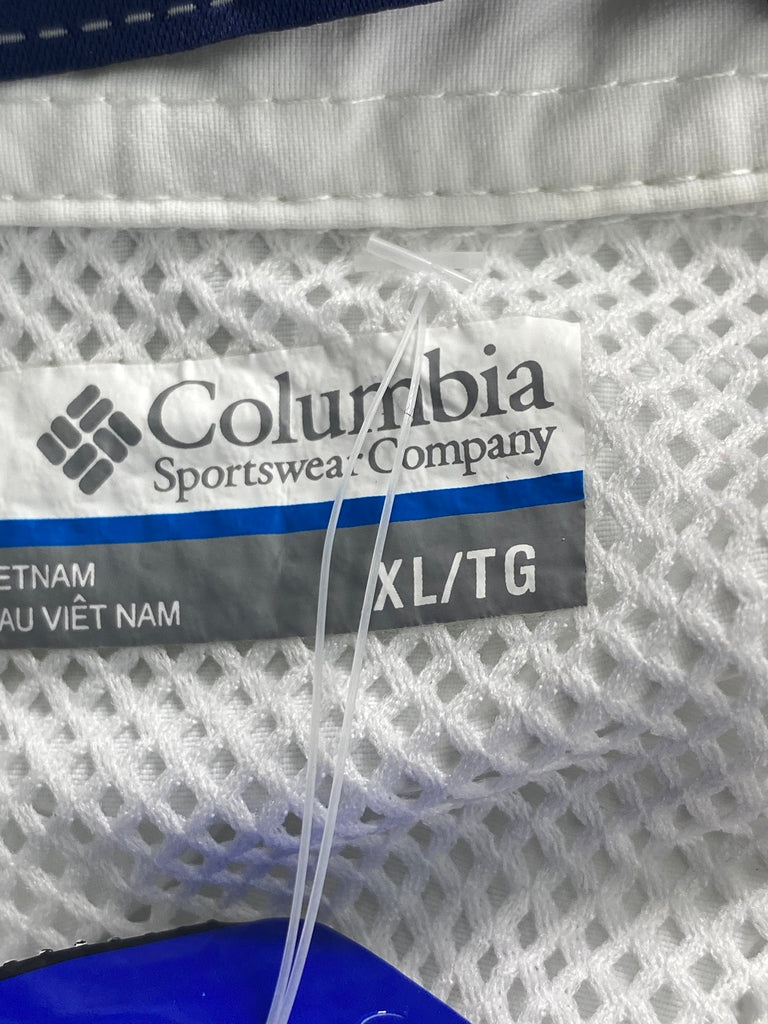 Columbia
Sportswear Company
XL/TG
ETNAM
AU VIÊT NAM